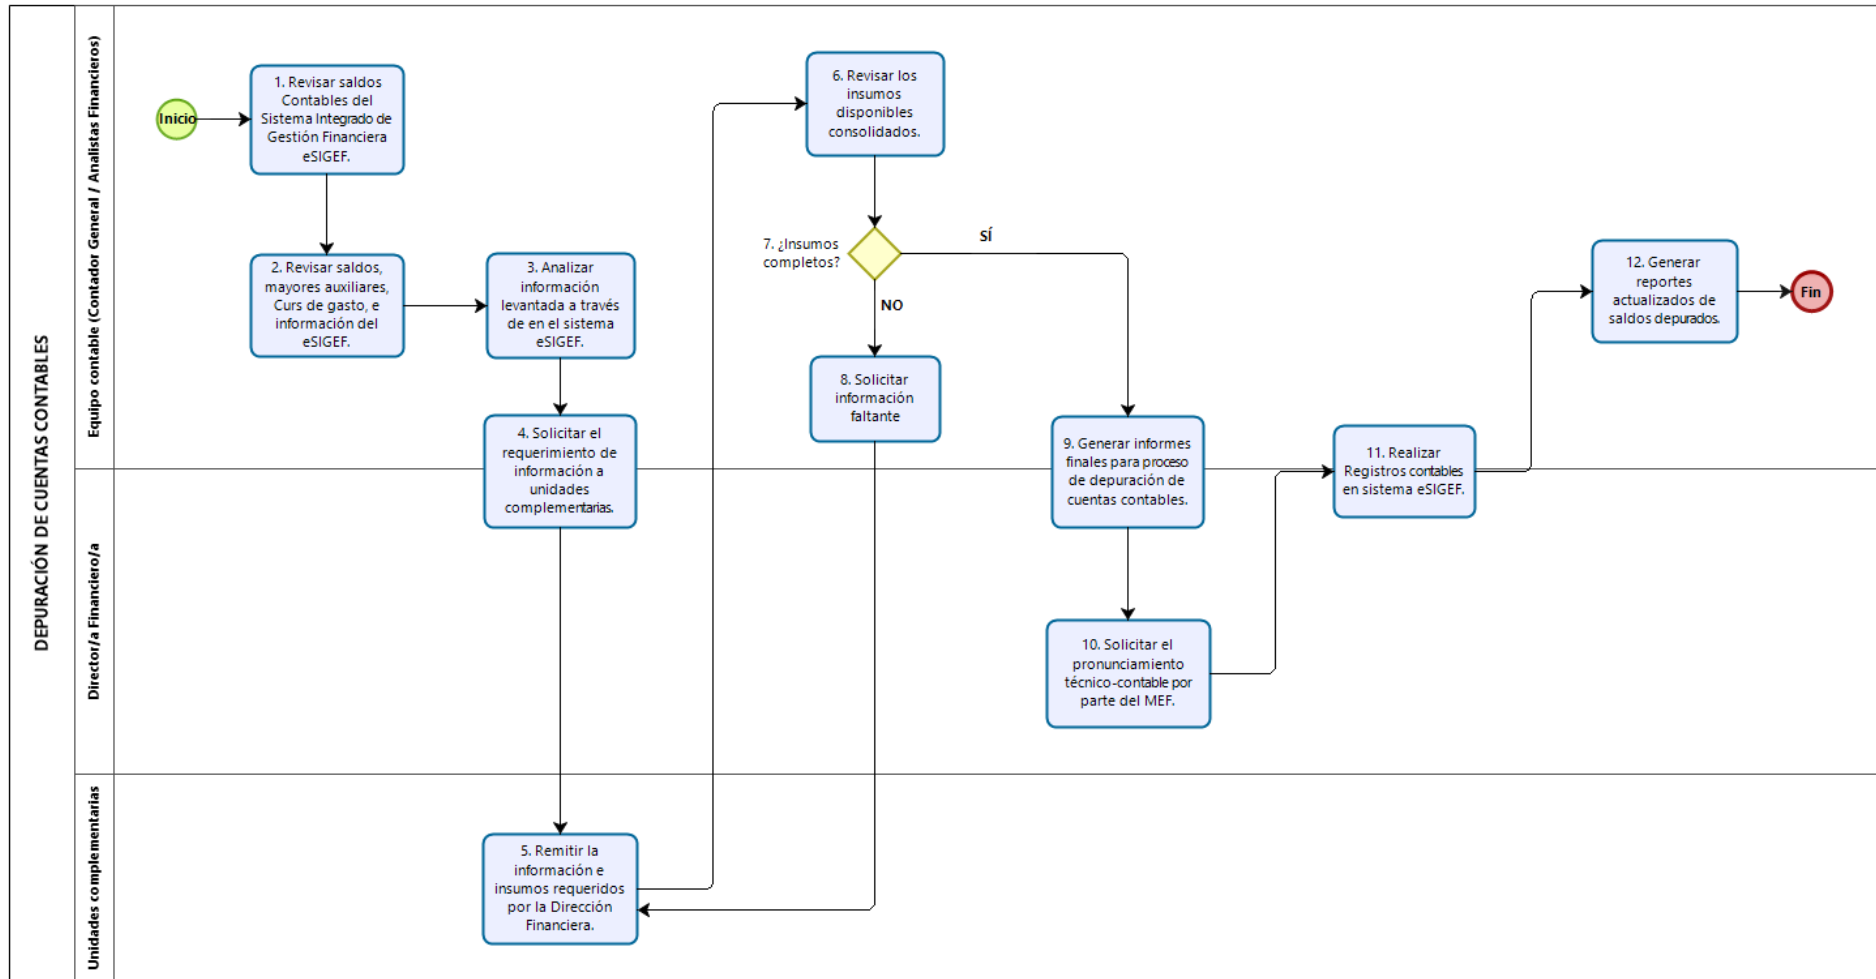 DEPURACIÓN DE CUENTAS CONTABLES
Equipo contable (Contador General / Analistas Financieros)
Inicio
1. Revisar saldos
Contables del
Sistema Integrado de
Gestión Financiera
eSIGEF.
2. Revisar saldos,
mayores auxiliares,
Curs de gasto, e
información del
eSIGEF.
3. Analizar
información
levantada a través
de en el sistema
eSIGEF.
4. Solicitar el
requerimiento de
información a
unidades
complementarias.
6. Revisar los
insumos
disponibles
consolidados.
7. ¿Insumos
completos?
SÍ
NO
8. Solicitar
información
faltante
9. Generar informes
finales para proceso
de depuración de
cuentas contables.
11. Realizar
Registros contables
en sistema eSIGEF.
12. Generar
reportes
actualizados de
saldos depurados.
Fin
Director/a Financiero/a
10. Solicitar el
pronunciamiento
técnico-contable por
parte del MEF.
Unidades complementarias
5. Remitir la
información e
insumos requeridos
por la Dirección
Financiera.